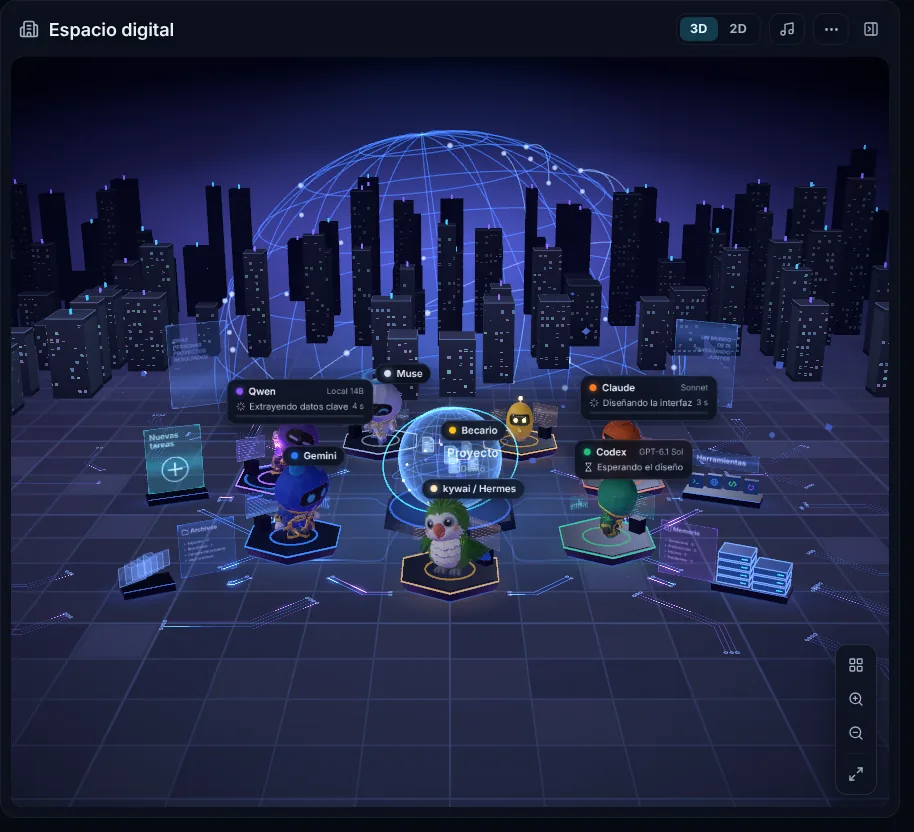 Espacio digital
3D
2D
Muse
Qwen
Local 14B
Extrayendo datos clave 4 s
Claude
Sonnet
Diseñando la interfaz 3 s
Becario
Proyecto
Gemini
Codex
GPT-6.1 Sol
Esperando el diseño
kywai / Hermes
Nuevas
tareas
Herramientas
Archivos
Memoria